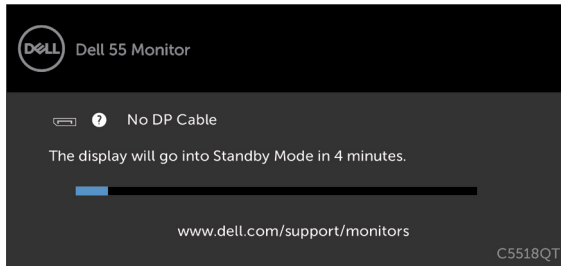 DELL Dell 55 Monitor
? No DP Cable
The display will go into Standby Mode in 4 minutes.
www.dell.com/support/monitors
C5518QT